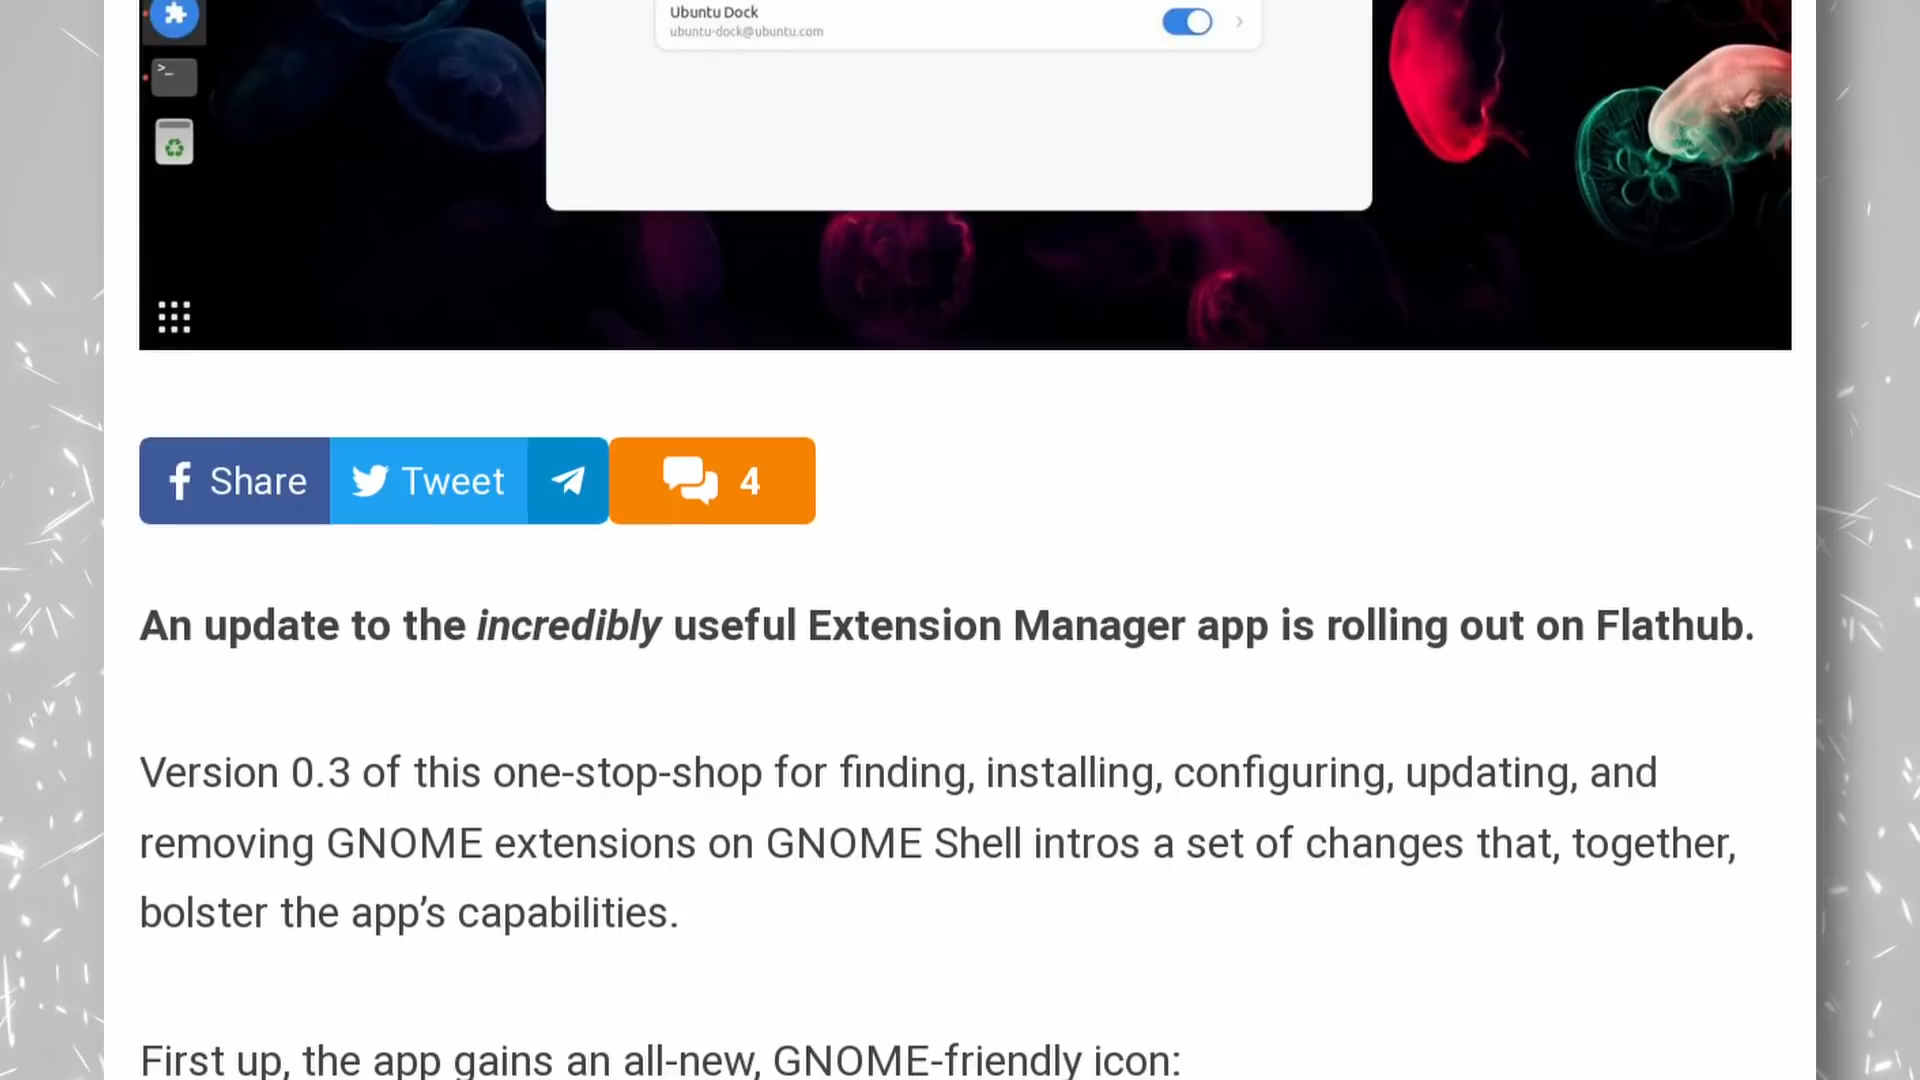 Ubuntu Dock
ubuntu-dock@ubuntu.com
>_
Share
Tweet
4
An update to the incredibly useful Extension Manager app is rolling out on Flathub.
Version 0.3 of this one-stop-shop for finding, installing, configuring, updating, and
removing GNOME extensions on GNOME Shell intros a set of changes that, together,
bolster the app’s capabilities.
First up, the app gains an all-new, GNOME-friendly icon: